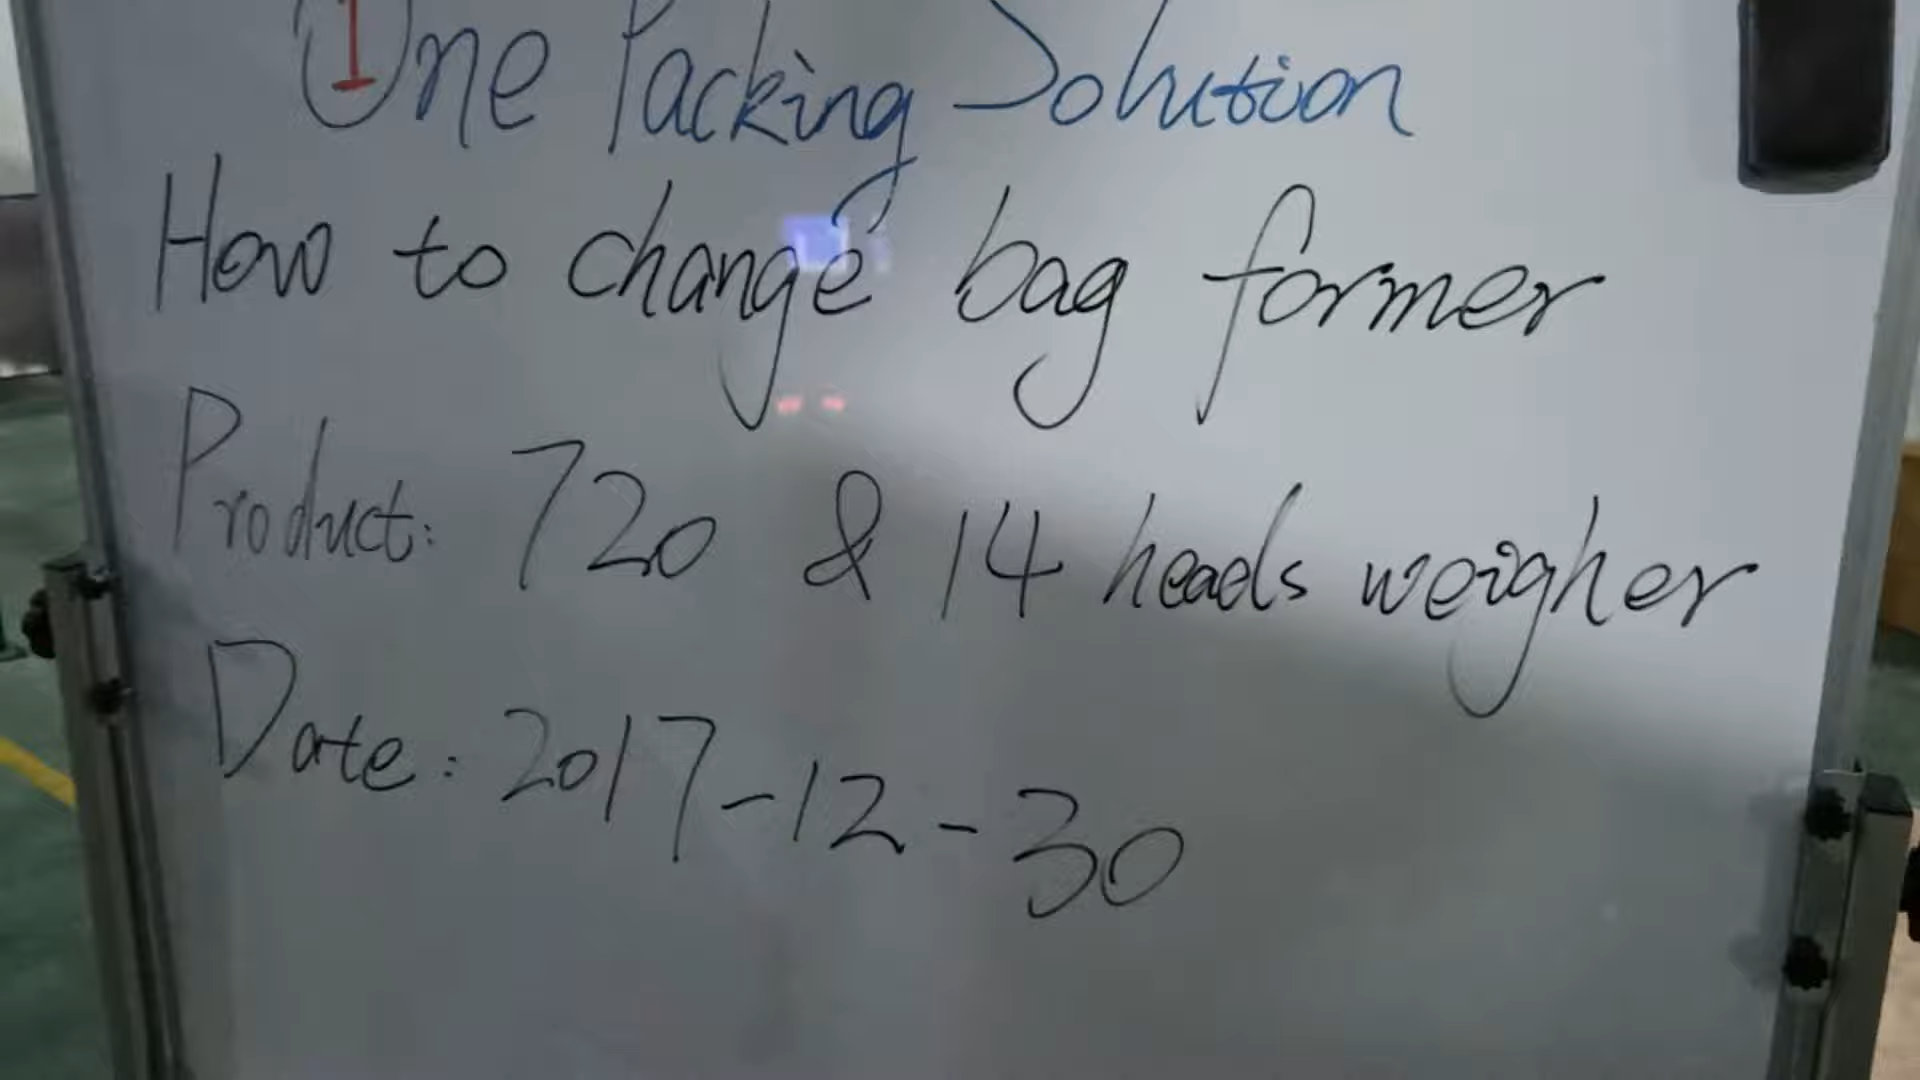 One Packing Solution
How to change bag former
Product: 720 & 14 heads weigher
Date: 2017-12-30